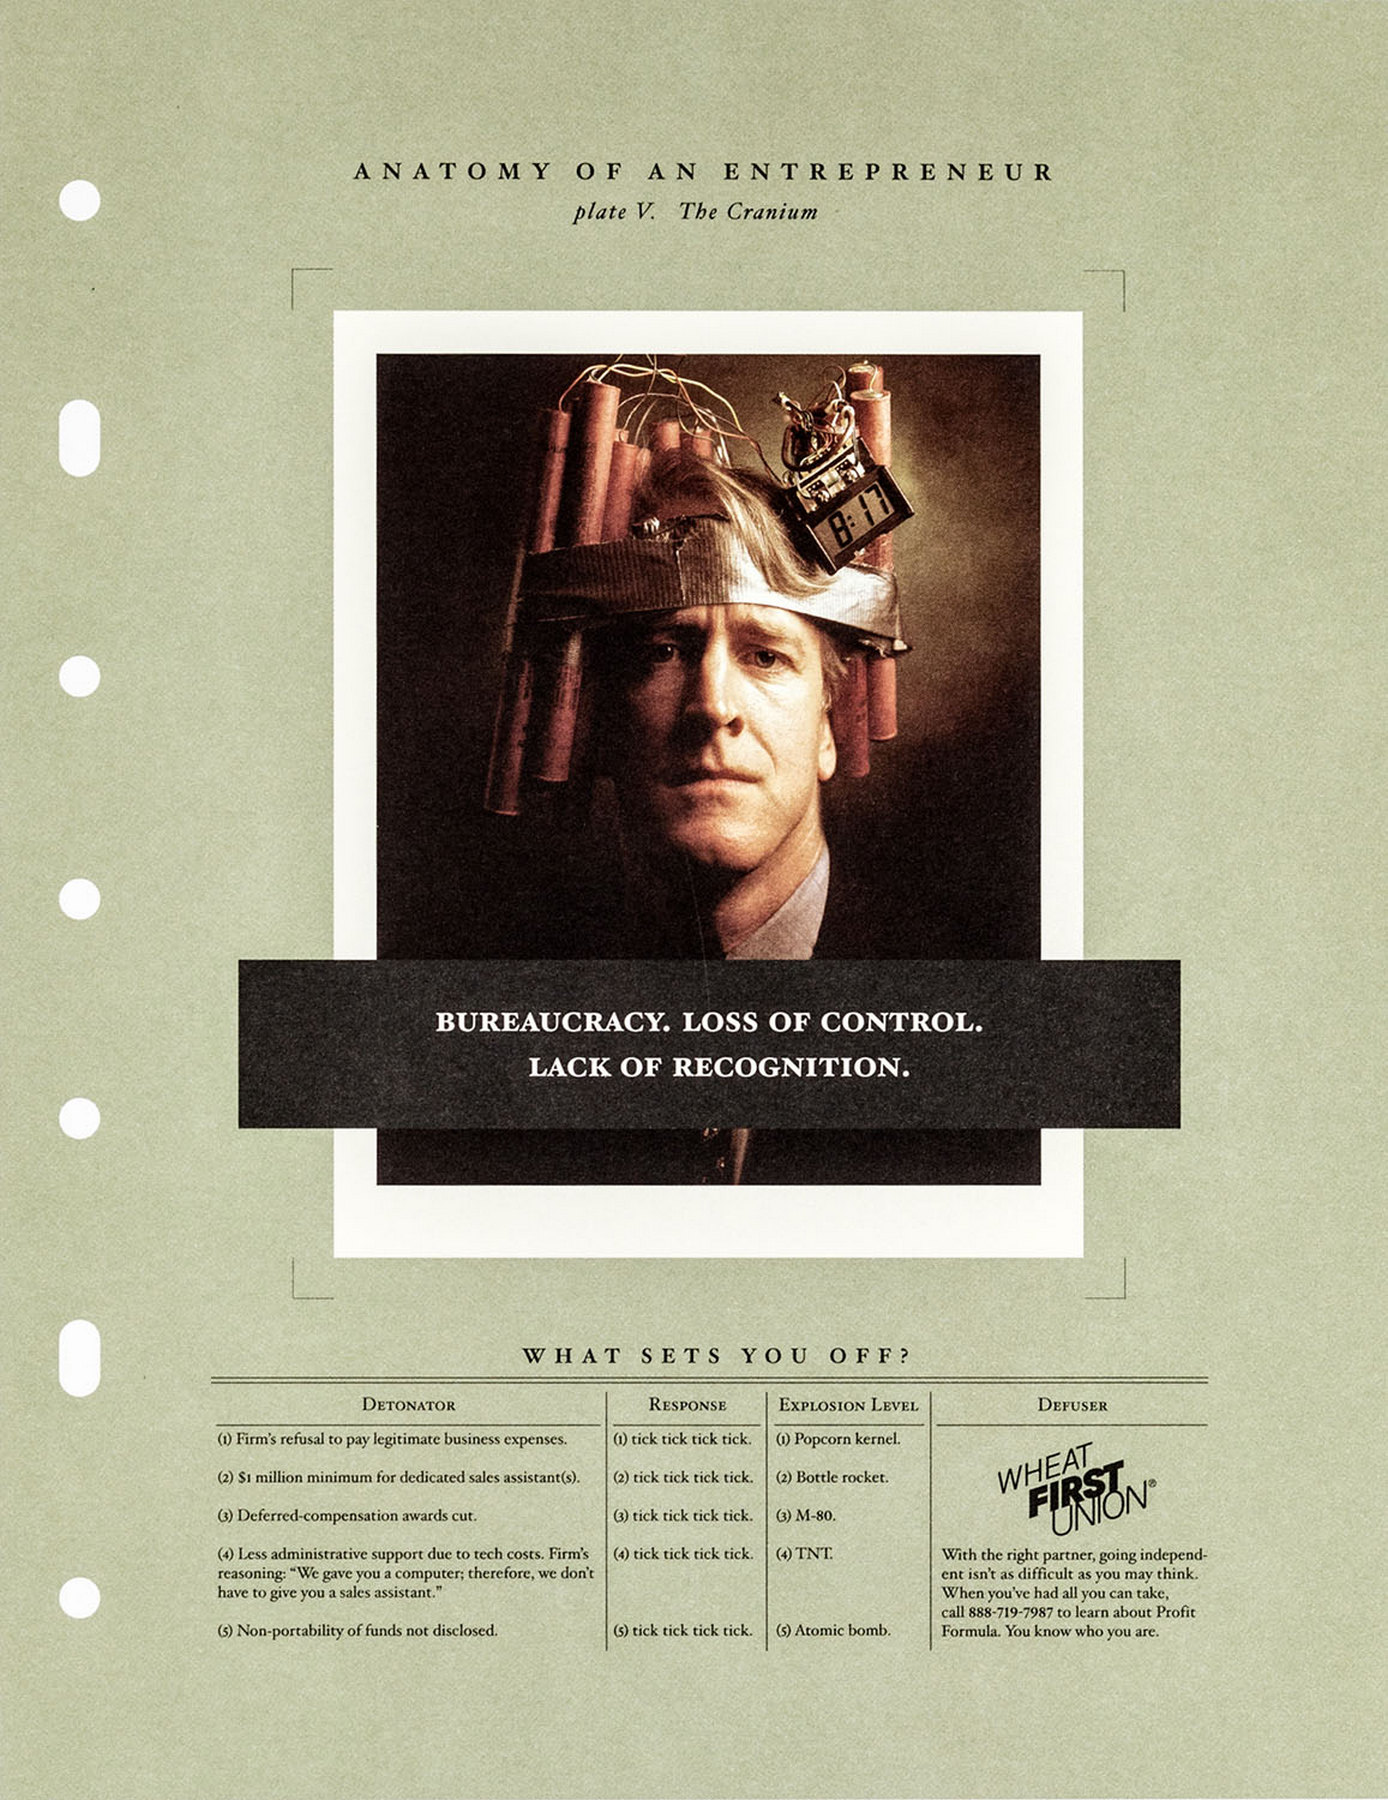 ANATOMY OF AN ENTREPRENEUR
plate V. The Cranium
8:17
BUREAUCRACY. LOSS OF CONTROL.
LACK OF RECOGNITION.
WHAT SETS YOU OFF?
DETONATOR
(1) Firm's refusal to pay legitimate business expenses.
(2) $1 million minimum for dedicated sales assistant(s).
(3) Deferred-compensation awards cut.
(4) Less administrative support due to tech costs. Firm's
reasoning: “We gave you a computer; therefore, we don't
have to give you a sales assistant.”
(5) Non-portability of funds not disclosed.
RESPONSE
(1) tick tick tick tick.
(2) tick tick tick tick.
(3) tick tick tick tick.
(4) tick tick tick tick.
(5) tick tick tick tick.
EXPLOSION LEVEL
(1) Popcorn kernel.
(2) Bottle rocket.
(3) M-80.
(4) TNT.
(5) Atomic bomb.
DEFUSER
WHEAT
FIRST
UNION®
With the right partner, going independ-
ent isn't as difficult as you may think.
When you've had all you can take,
call 888-719-7987 to learn about Profit
Formula. You know who you are.